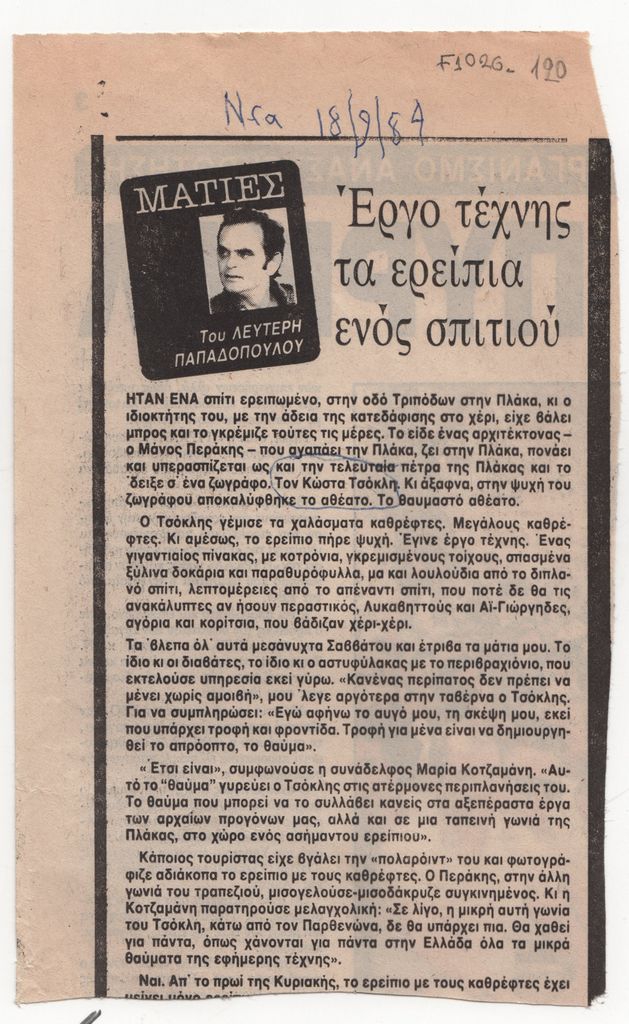 F1026- 190
Νεα 18/9/84
ΜΑΤΙΕΣ
Του ΛΕΥΤΕΡΗ
ΠΑΠΑΔΟΠΟΥΛΟΥ
Έργο τέχνης
τα ερείπια
ενός σπιτιού
ΗΤΑΝ ΕΝΑ σπίτι ερειπωμένο, στην οδό Τριπόδων στην Πλάκα, κι ο
ιδιοκτήτης του, με την άδεια της κατεδάφισης στο χέρι, είχε βάλει
μπρος και το γκρέμιζε τούτες τις μέρες. Το είδε ένας αρχιτέκτονας –
ο Μάνος Περάκης – που αγαπάει την Πλάκα, ζει στην Πλάκα, πονάει
και υπερασπίζεται ως και την τελευταία πέτρα της Πλάκας και το
'δειξε σ' ένα ζωγράφο. Τον Κώστα Τσόκλη. Κι άξαφνα, στην ψυχή του
ζωγράφου αποκαλύφθηκε το αθέατο. Το θαυμαστό αθέατο.
Ο Τσόκλης γέμισε τα χαλάσματα καθρέφτες. Μεγάλους καθρέ-
φτες. Κι αμέσως, το ερείπιο πήρε ψυχή. Έγινε έργο τέχνης. Ένας
γιγαντιαίος πίνακας, με κοτρόνια, γκρεμισμένους τοίχους, σπασμένα
ξύλινα δοκάρια και παραθυρόφυλλα, μα και λουλούδια από το διπλα-
νό σπίτι, λεπτομέρειες από το απέναντι σπίτι, που ποτέ δε θα τις
ανακάλυπτες αν ήσουν περαστικός, Λυκαβηττούς και Αϊ-Γιώργηδες,
αγόρια και κορίτσια, που βάδιζαν χέρι-χέρι.
Τα 'βλεπα όλ' αυτά μεσάνυχτα Σαββάτου και έτριβα τα μάτια μου. Το
ίδιο κι οι διαβάτες, το ίδιο κι ο αστυφύλακας με το περιβραχιόνιο, που
εκτελούσε υπηρεσία εκεί γύρω. «Κανένας περίπατος δεν πρέπει να
μένει χωρίς αμοιβή», μου 'λεγε αργότερα στην ταβέρνα ο Τσόκλης.
Για να συμπληρώσει: «Εγώ αφήνω το αυγό μου, τη σκέψη μου, εκεί
που υπάρχει τροφή και φροντίδα. Τροφή για μένα είναι να δημιουργη-
θεί το απρόοπτο, το θαύμα».
«Έτσι είναι», συμφωνούσε η συνάδελφος Μαρία Κοτζαμάνη. «Αυ-
τό το "θαύμα" γυρεύει ο Τσόκλης στις ατέρμονες περιπλανήσεις του.
Το θαύμα που μπορεί να το συλλάβει κανείς στα αξεπέραστα έργα
των αρχαίων προγόνων μας, αλλά και σε μια ταπεινή γωνιά της
Πλάκας, στο χώρο ενός ασήμαντου ερειπίου».
Κάποιος τουρίστας είχε βγάλει την «πολαρόιντ» του και φωτογρά-
φιζε αδιάκοπα το ερείπιο με τους καθρέφτες. Ο Περάκης, στην άλλη
γωνιά του τραπεζιού, μισογελούσε-μισοδάκρυζε συγκινημένος. Κι η
Κοτζαμάνη παρατηρούσε μελαγχολική: «Σε λίγο, η μικρή αυτή γωνία
του Τσόκλη, κάτω από τον Παρθενώνα, δε θα υπάρχει πια. Θα χαθεί
για πάντα, όπως χάνονται για πάντα στην Ελλάδα όλα τα μικρά
θαύματα της εφήμερης τέχνης».
Ναι. Απ' το πρωί της Κυριακής, το ερείπιο με τους καθρέφτες έχει
μείνει μόνο